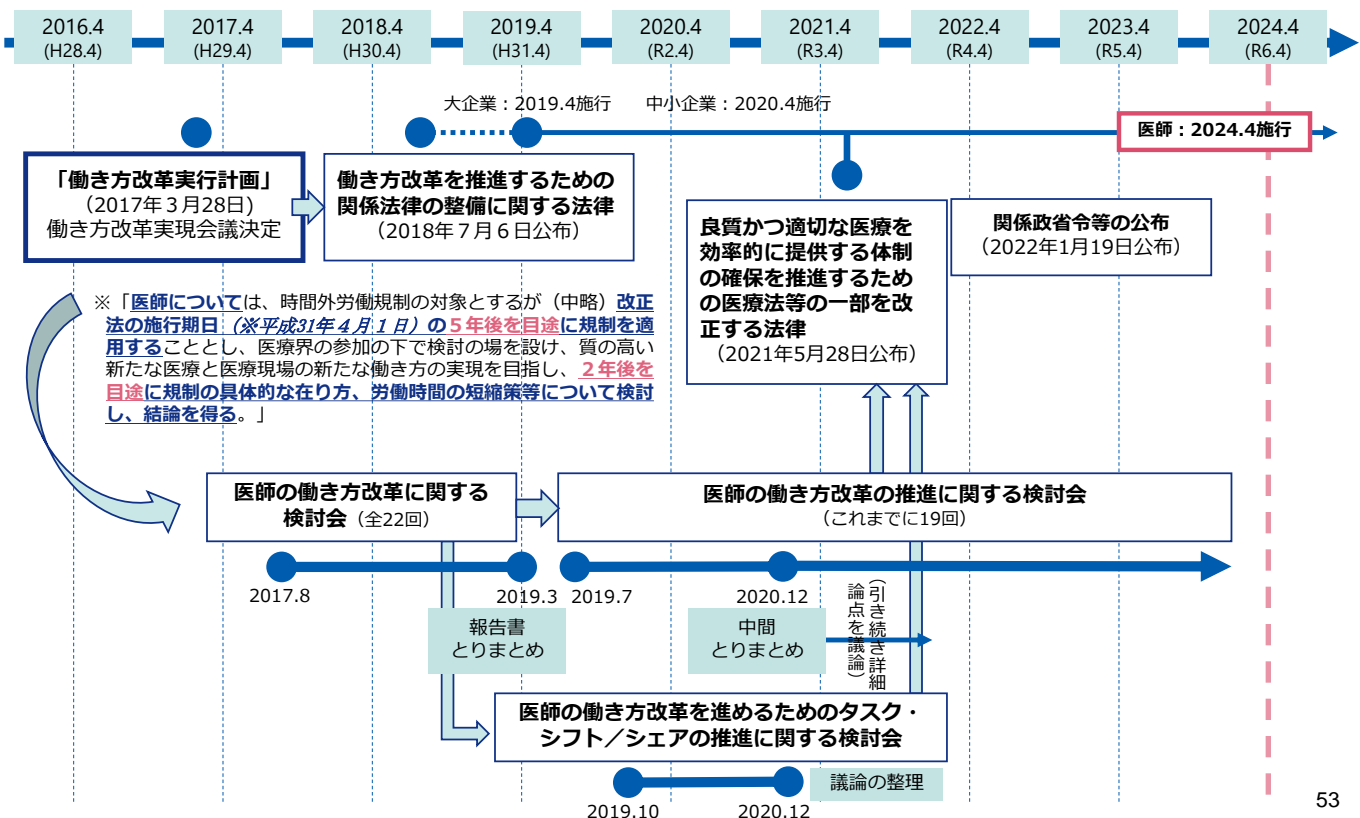 2016.4
(H28.4)
2017.4
(H29.4)
2018.4
(H30.4)
2019.4
(H31.4)
2020.4
(R2.4)
2021.4
(R3.4)
2022.4
(R4.4)
2023.4
(R5.4)
2024.4
(R6.4)
大企業：2019.4施行
中小企業：2020.4施行
医師：2024.4施行
「働き方改革実行計画」
（2017年３月28日)
働き方改革実現会議決定
働き方改革を推進するための
関係法律の整備に関する法律
（2018年７月６日公布）
良質かつ適切な医療を
効率的に提供する体制
の確保を推進するため
の医療法等の一部を改
正する法律
（2021年5月28日公布）
関係政省令等の公布
（2022年1月19日公布）
※「医師については、時間外労働規制の対象とするが（中略）改正
法の施行期日（※平成31年４月１日）の５年後を目途に規制を適
用することとし、医療界の参加の下で検討の場を設け、質の高い
新たな医療と医療現場の新たな働き方の実現を目指し、２年後を
目途に規制の具体的な在り方、労働時間の短縮策等について検討
し、結論を得る。」
医師の働き方改革に関する
検討会（全22回）
医師の働き方改革の推進に関する検討会
（これまでに19回）
2017.8
2019.3
2019.7
2020.12
報告書
とりまとめ
中間
とりまとめ
（引き続き詳細
論点を議論）
医師の働き方改革を進めるためのタスク・
シフト／シェアの推進に関する検討会
2019.10
2020.12
議論の整理
53